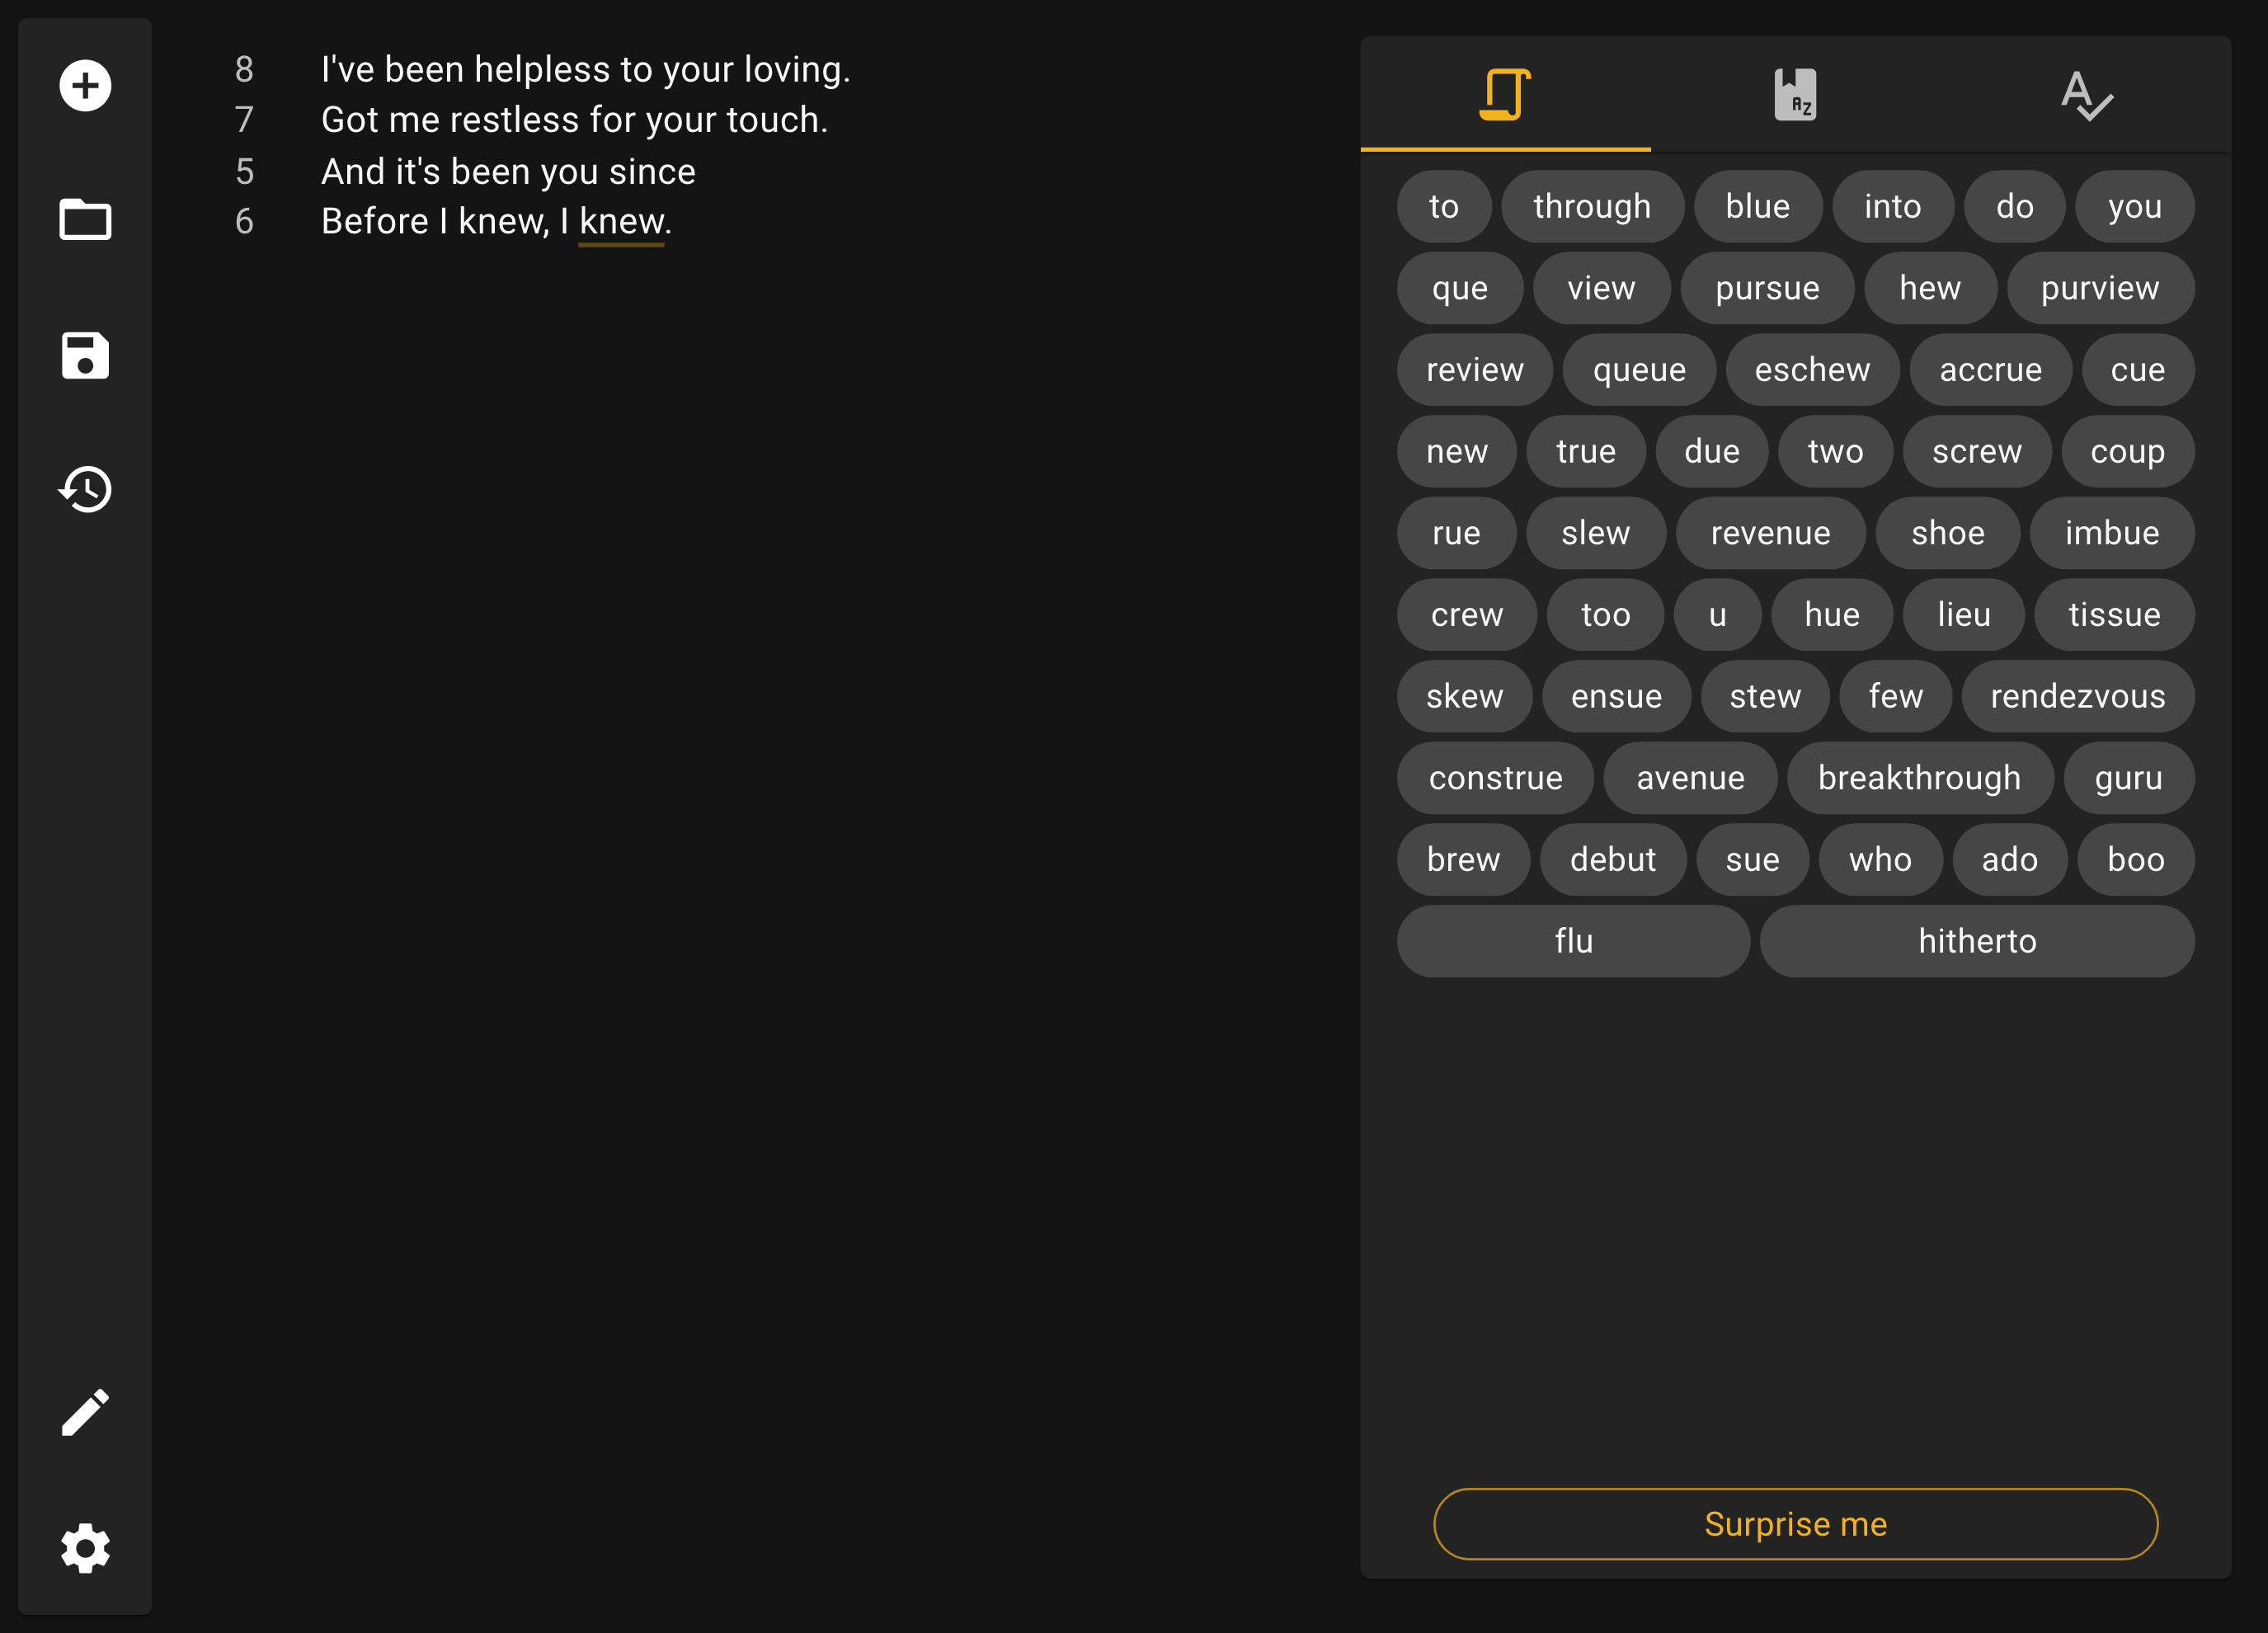 8 I've been helpless to your loving.
7 Got me restless for your touch.
5 And it's been you since
6 Before I knew, I knew.
A Z
A
to through blue into do you
que view pursue hew purview
review queue eschew accrue cue
new true due two screw coup
rue slew revenue shoe imbue
crew too u hue lieu tissue
skew ensue stew few rendezvous
construe avenue breakthrough guru
brew debut sue who ado boo
flu hitherto
Surprise me